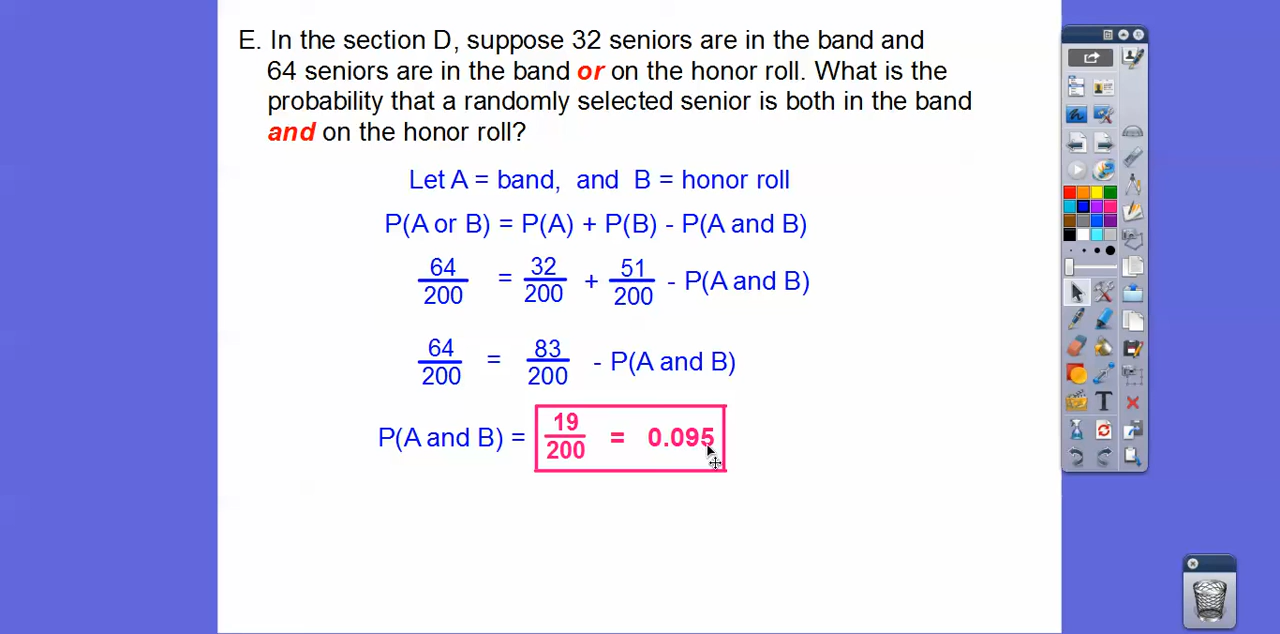 E. In the section D, suppose 32 seniors are in the band and
64 seniors are in the band or on the honor roll. What is the
probability that a randomly selected senior is both in the band
and on the honor roll?
Let A = band, and B = honor roll
P(A or B) = P(A) + P(B) - P(A and B)
64/200 = 32/200 + 51/200 - P(A and B)
64/200 = 83/200 - P(A and B)
P(A and B) = 19/200 = 0.095
T